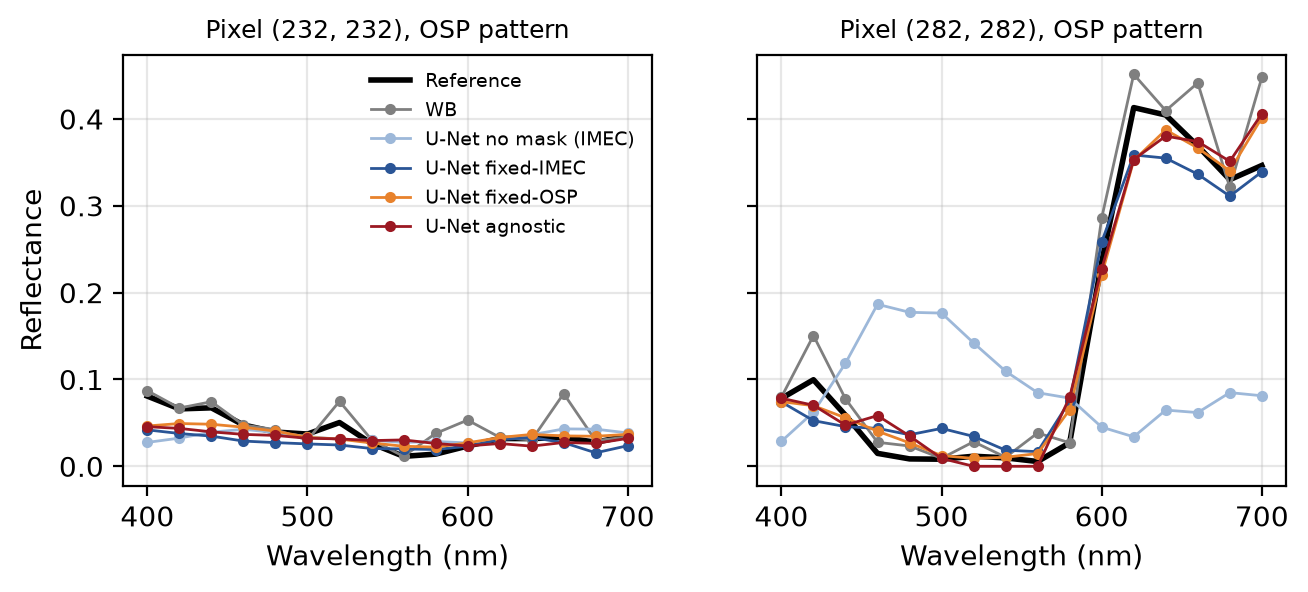 Pixel (232, 232), OSP pattern
Reference
WB
U-Net no mask (IMEC)
U-Net fixed-IMEC
U-Net fixed-OSP
U-Net agnostic
Reflectance
0.4
0.3
0.2
0.1
0.0
400 500 600 700
Wavelength (nm)
Pixel (282, 282), OSP pattern
400 500 600 700
Wavelength (nm)